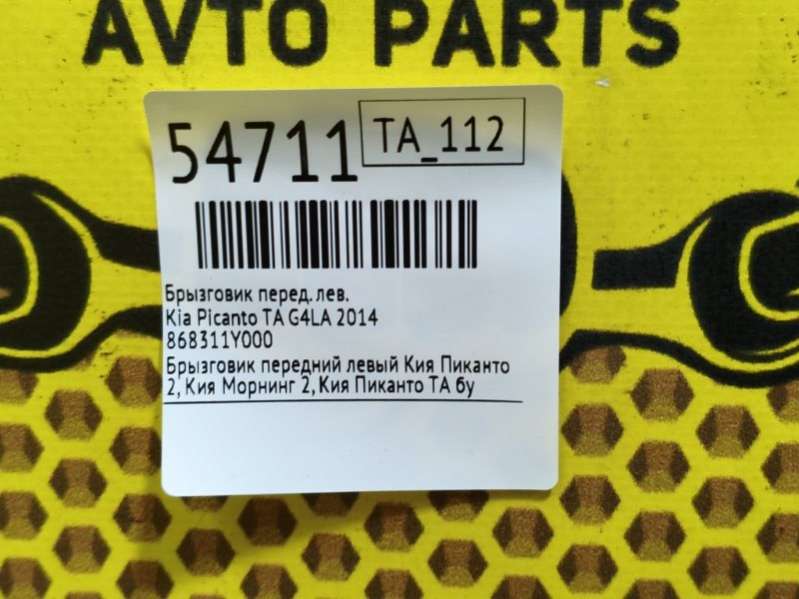 AVTO PARTS
54711
TA_112
Брызговик перед. лев.
Kia Picanto TA G4LA 2014
868311Y000
Брызговик передний левый Кия Пиканто
2, Кия Морнинг 2, Кия Пиканто ТА бу